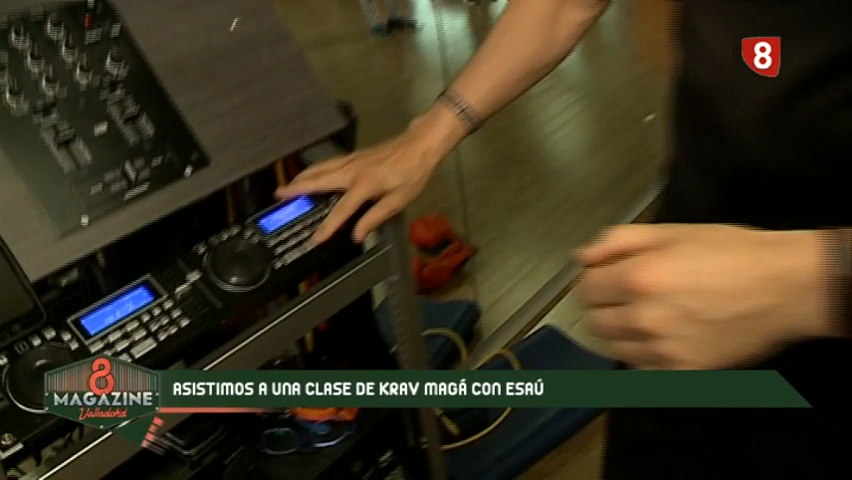 8
8
MAGAZINE
Valladolid
ASISTIMOS A UNA CLASE DE KRAV MAGÁ CON ESAÚ